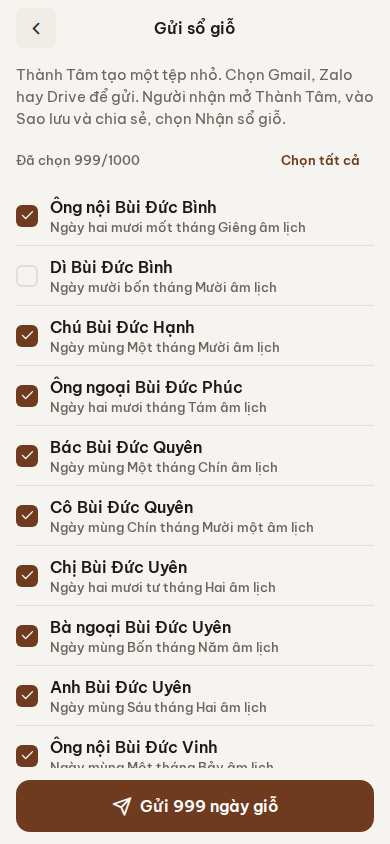 Gửi sổ giỗ
Thành Tâm tạo một tệp nhỏ. Chọn Gmail, Zalo
hay Drive để gửi. Người nhận mở Thành Tâm, vào
Sao lưu và chia sẻ, chọn Nhận sổ giỗ.
Đã chọn 999/1000
Chọn tất cả
Ông nội Bùi Đức Bình
Ngày hai mươi mốt tháng Giêng âm lịch
Dì Bùi Đức Bình
Ngày mười bốn tháng Mười âm lịch
Chú Bùi Đức Hạnh
Ngày mùng Một tháng Mười âm lịch
Ông ngoại Bùi Đức Phúc
Ngày hai mươi tháng Tám âm lịch
Bác Bùi Đức Quyên
Ngày mùng Một tháng Chín âm lịch
Cô Bùi Đức Quyên
Ngày mùng Chín tháng Mười một âm lịch
Chị Bùi Đức Uyên
Ngày hai mươi tư tháng Hai âm lịch
Bà ngoại Bùi Đức Uyên
Ngày mùng Bốn tháng Năm âm lịch
Anh Bùi Đức Uyên
Ngày mùng Sáu tháng Hai âm lịch
Ông nội Bùi Đức Vinh
Ngày mùng Một tháng Bảy âm lịch
Gửi 999 ngày giỗ